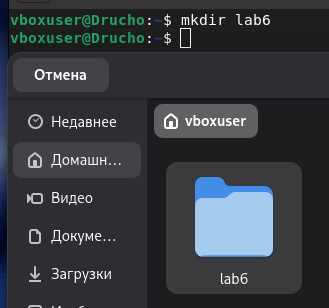 vboxuser@Drucho:~$ mkdir lab6
vboxuser@Drucho:~$
Отмена
Недавнее
vboxuser
Домашн...
Видео
Докуме...
Загрузки
lab6